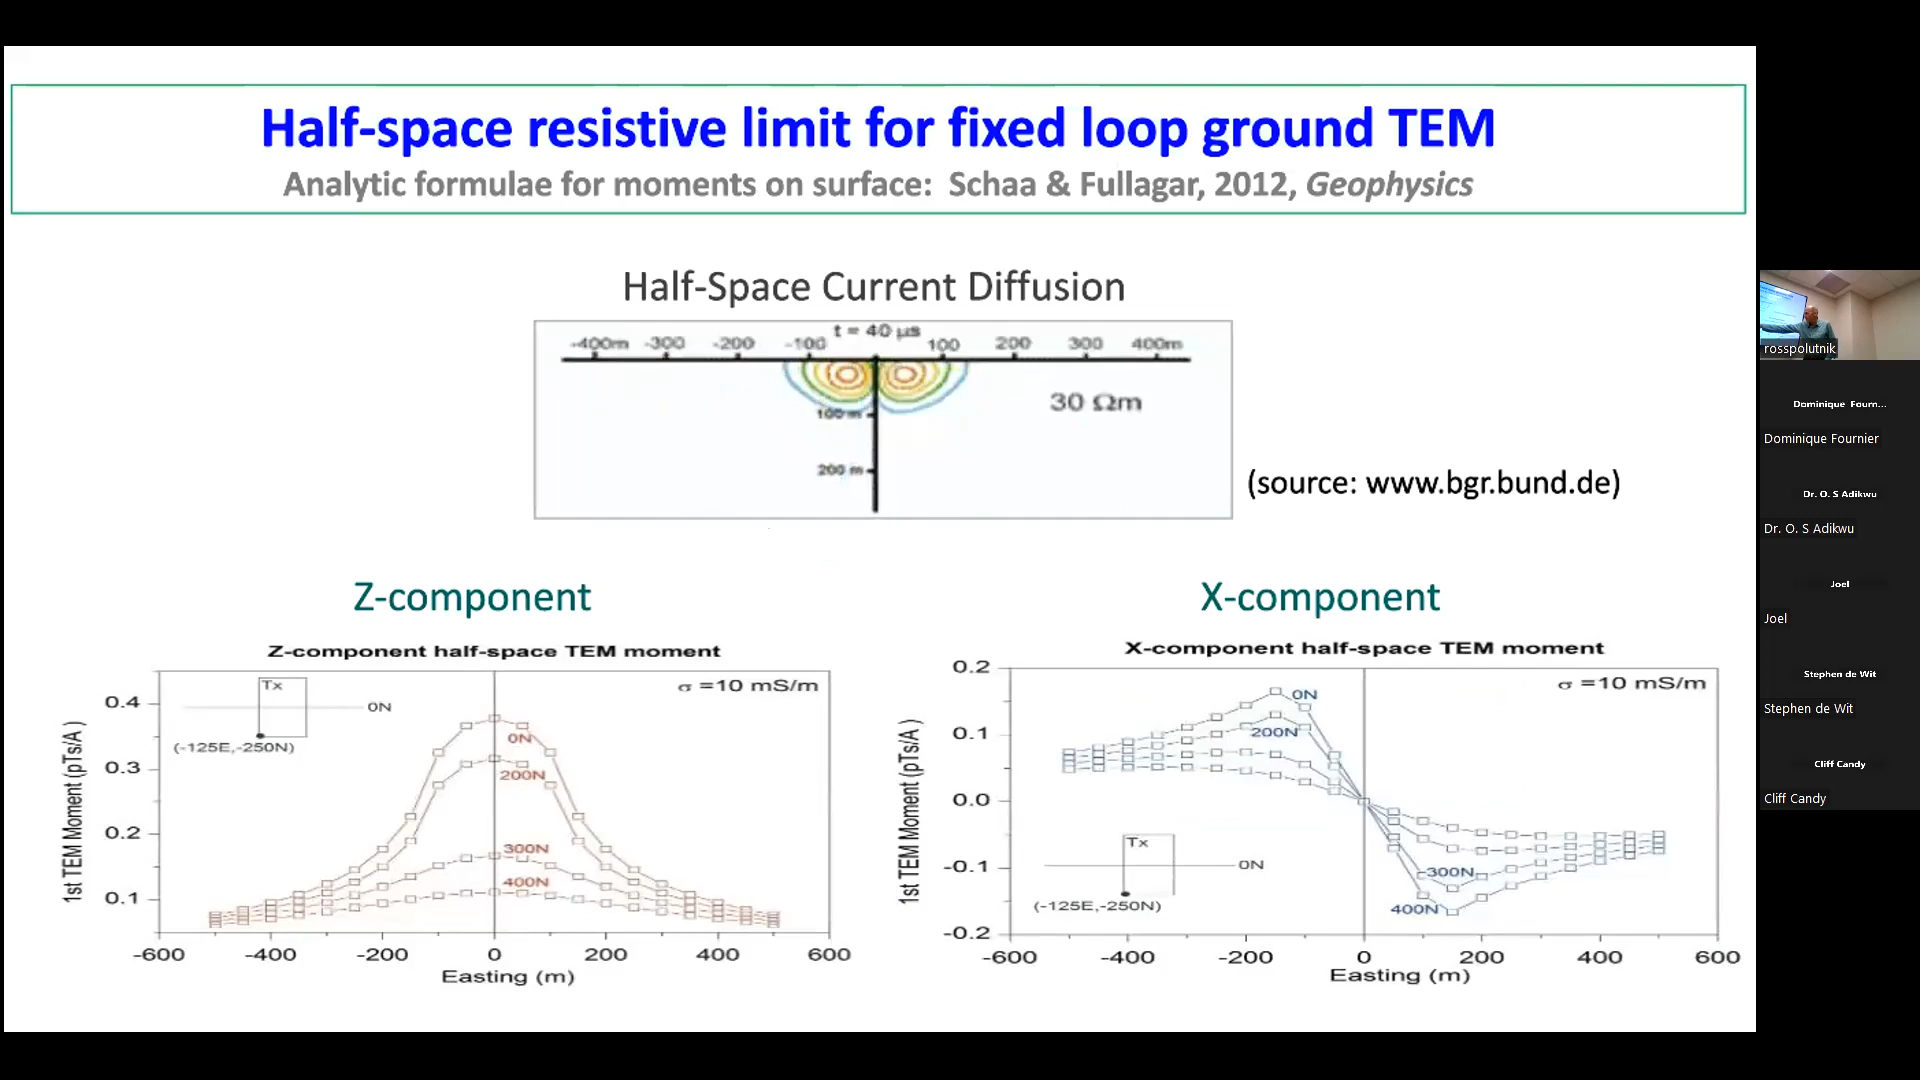 Half-space resistive limit for fixed loop ground TEM
Analytic formulae for moments on surface: Schaa & Fullagar, 2012, Geophysics
Half-Space Current Diffusion
t = 40 µs
-400m -300 -200 -100 100 200 300 400m
30 Ωm
100 m
200 m
(source: www.bgr.bund.de)
Z-component
Z-component half-space TEM moment
σ =10 mS/m
Tx
0N
(-125E,-250N)
0N
200N
300N
400N
0.4
0.3
0.2
0.1
1st TEM Moment (pTs/A)
-600 -400 -200 0 200 400 600
Easting (m)
X-component
X-component half-space TEM moment
σ =10 mS/m
0N
200N
Tx
0N
(-125E,-250N)
300N
400N
0.2
0.1
0.0
-0.1
-0.2
1st TEM Moment (pTs/A)
-600 -400 -200 0 200 400 600
Easting (m)
rosspolutnik
Dominique Fourn...
Dominique Fournier
Dr. O. S Adikwu
Dr. O. S Adikwu
Joel
Joel
Stephen de Wit
Stephen de Wit
Cliff Candy
Cliff Candy